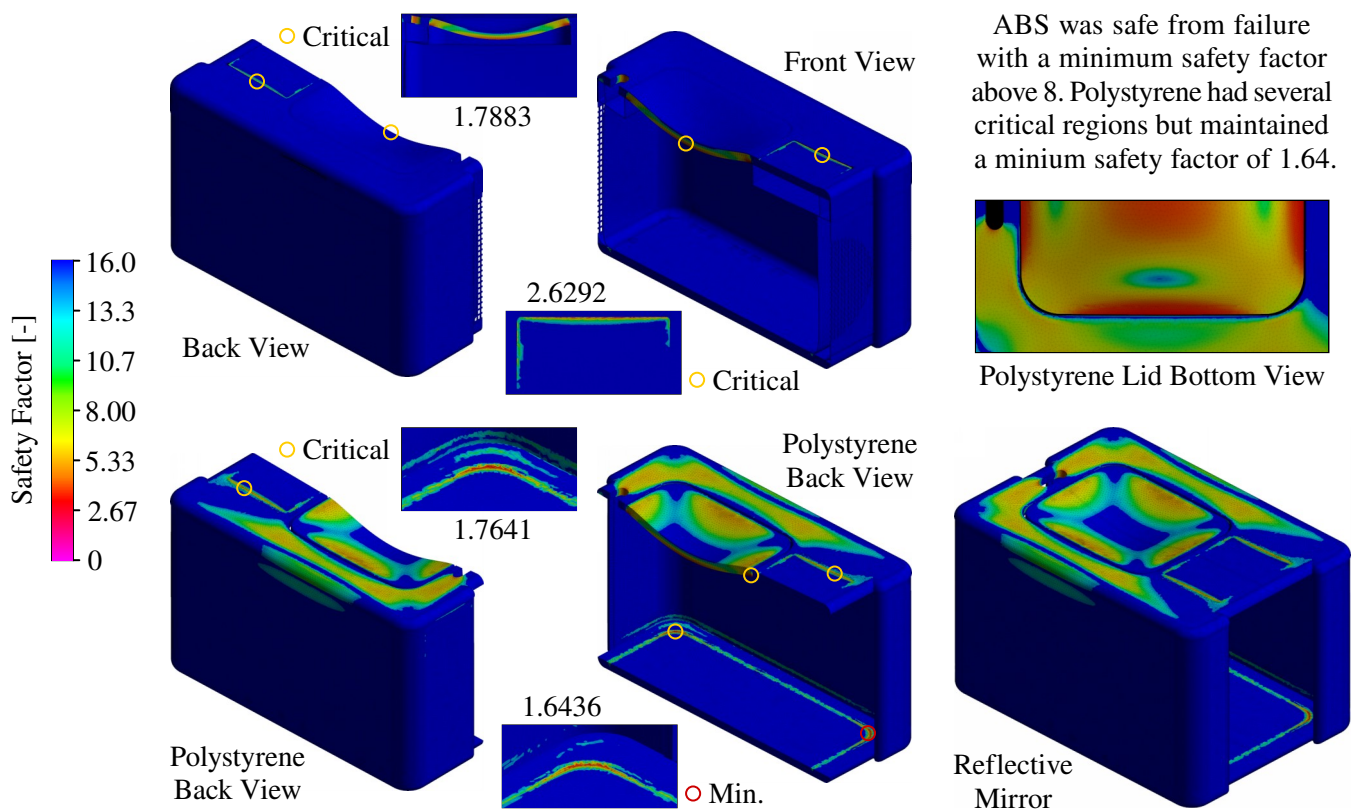 Critical
1.7883
Front View
ABS was safe from failure
with a minimum safety factor
above 8. Polystyrene had several
critical regions but maintained
a minium safety factor of 1.64.
Safety Factor [-]
16.0
13.3
10.7
8.00
5.33
2.67
0
Back View
2.6292
Critical
Polystyrene Lid Bottom View
Critical
1.7641
Polystyrene
Back View
1.6436
Polystyrene
Back View
Min.
Reflective
Mirror